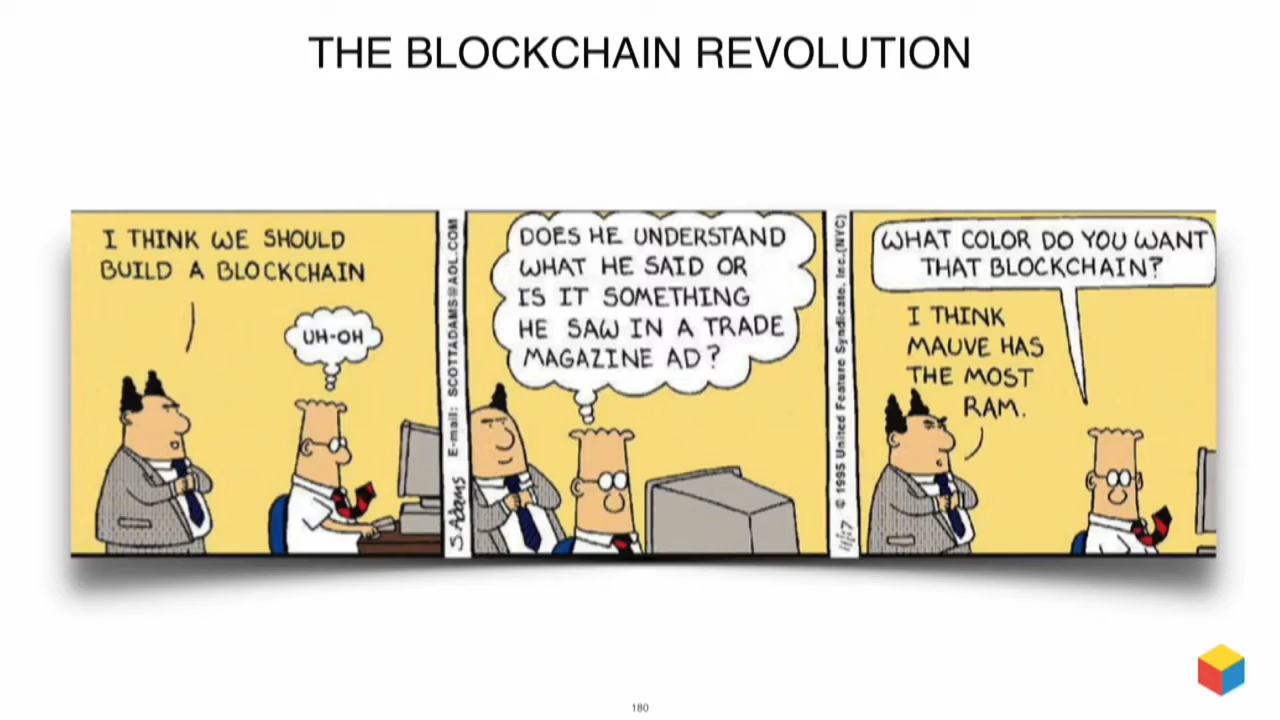 THE BLOCKCHAIN REVOLUTION
I THINK WE SHOULD
BUILD A BLOCKCHAIN
UH-OH
S.Adams E-mail: SCOTTADAMS@AOL.COM
DOES HE UNDERSTAND
WHAT HE SAID OR
IS IT SOMETHING
HE SAW IN A TRADE
MAGAZINE AD?
11/17 © 1995 United Feature Syndicate, Inc.(NYC)
WHAT COLOR DO YOU WANT
THAT BLOCKCHAIN?
I THINK
MAUVE HAS
THE MOST
RAM.
180